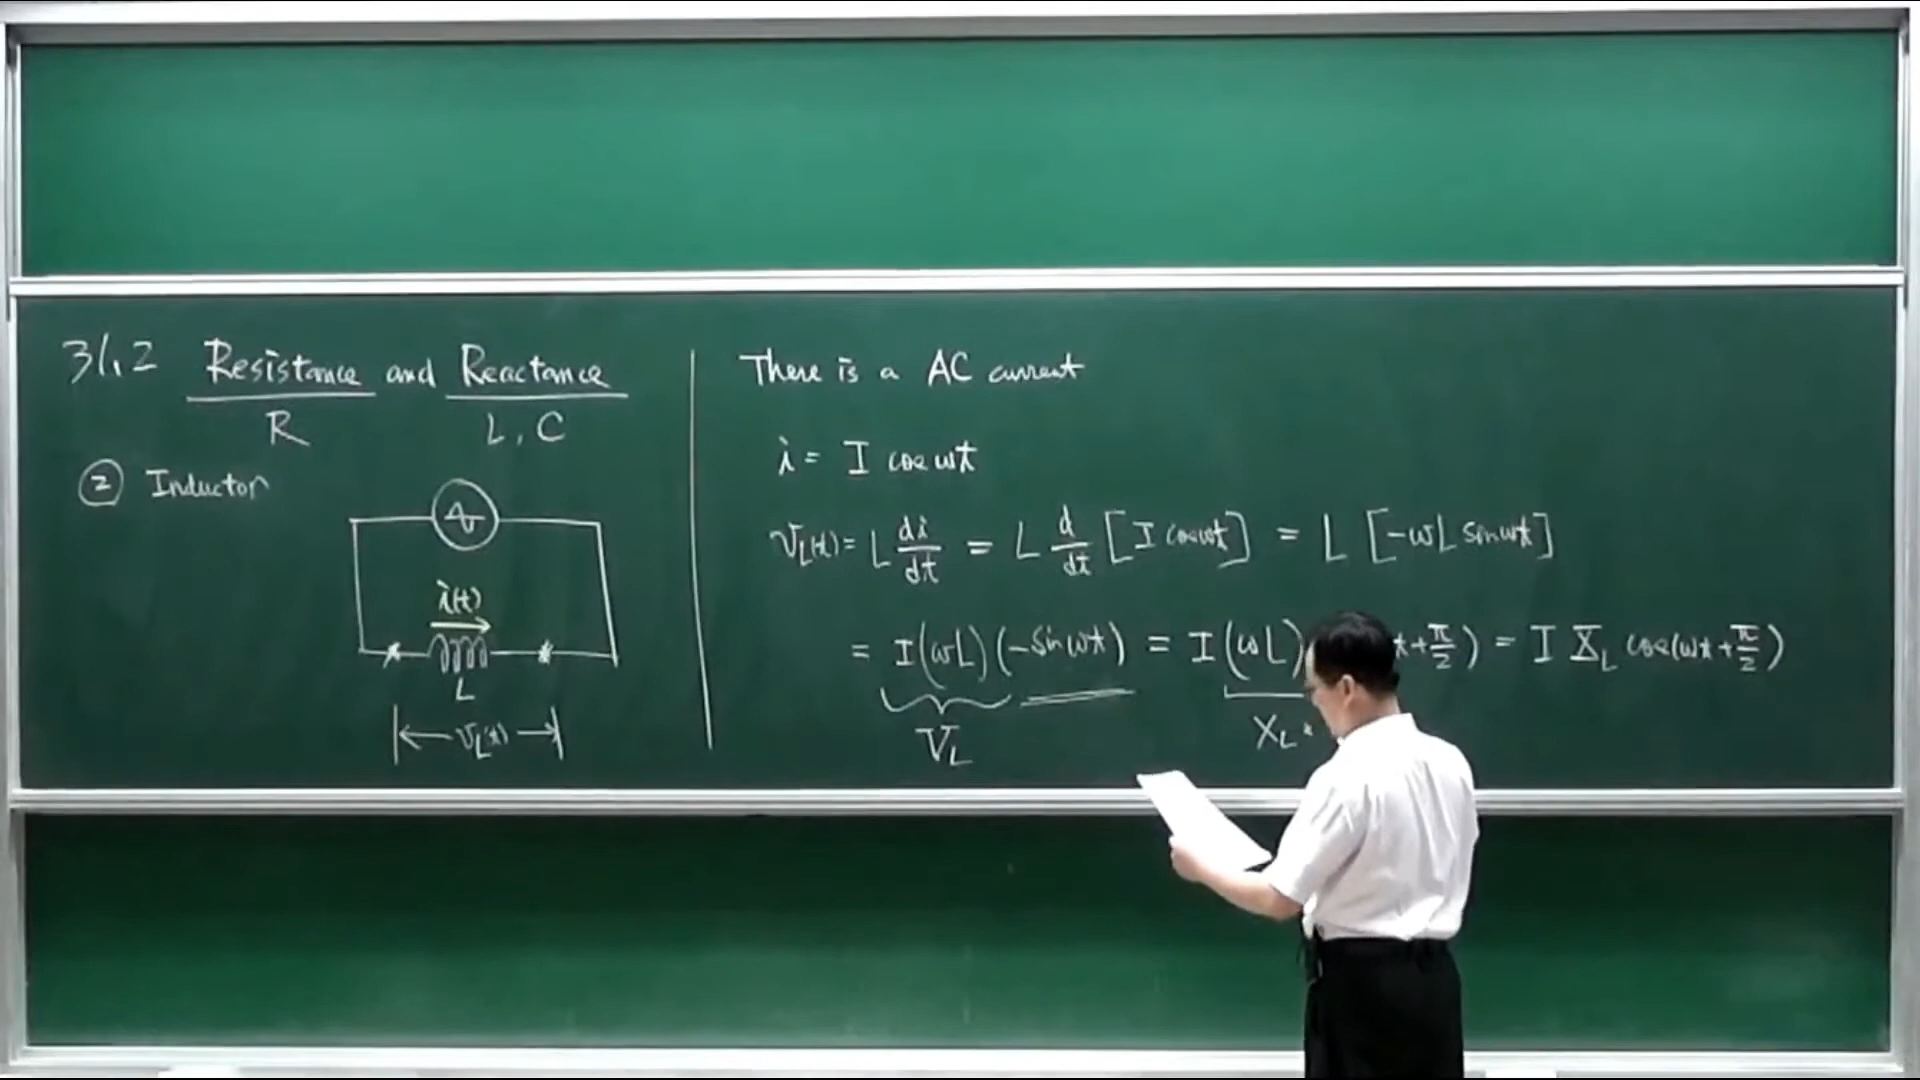 31.2 Resistance and Reactance
R L, C
② Inductor
i(t)
L
v_L(t)
There is a AC current
i = I cos ωt
v_L(t) = L di/dt = L d/dt [I cos ωt] = L [-ωL sin ωt]
= I(ωL)(-sin ωt) = I(ωL) t + π/2) = I X_L cos(ωt + π/2)
V_L X_L